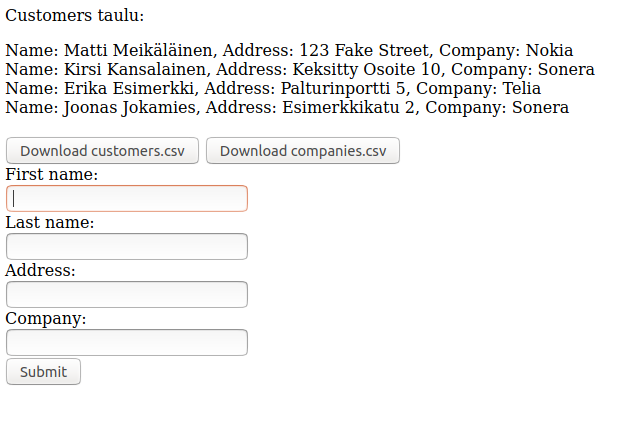 Customers taulu:
Name: Matti Meikäläinen, Address: 123 Fake Street, Company: Nokia
Name: Kirsi Kansalainen, Address: Keksitty Osoite 10, Company: Sonera
Name: Erika Esimerkki, Address: Palturinportti 5, Company: Telia
Name: Joonas Jokamies, Address: Esimerkkikatu 2, Company: Sonera
Download customers.csv Download companies.csv
First name:
Last name:
Address:
Company:
Submit